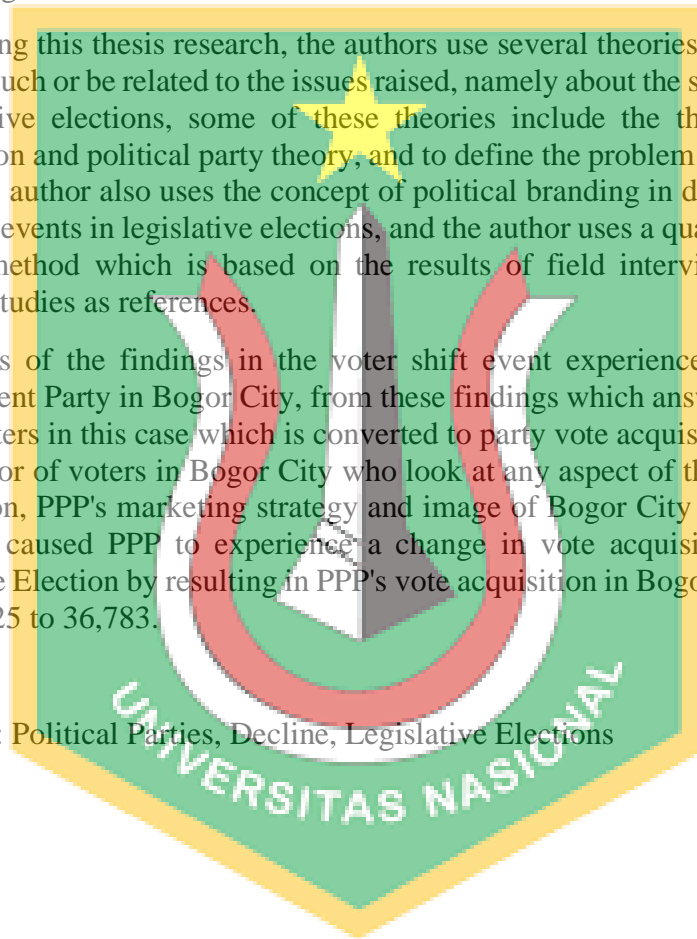 ng this thesis research, the authors use several theories
uch or be related to the issues raised, namely about the s
ive elections, some of these theories include the th
on and political party theory, and to define the problem
author also uses the concept of political branding in d
events in legislative elections, and the author uses a qua
ethod which is based on the results of field intervi
tudies as references.
s of the findings in the voter shift event experience
ent Party in Bogor City, from these findings which ans
ters in this case which is converted to party vote acquis
or of voters in Bogor City who look at any aspect of th
on, PPP's marketing strategy and image of Bogor City
caused PPP to experience a change in vote acquisi
e Election by resulting in PPP's vote acquisition in Bogo
25 to 36,783.
: Political Parties, Decline, Legislative Elections
UNIVERSITAS NASIONAL